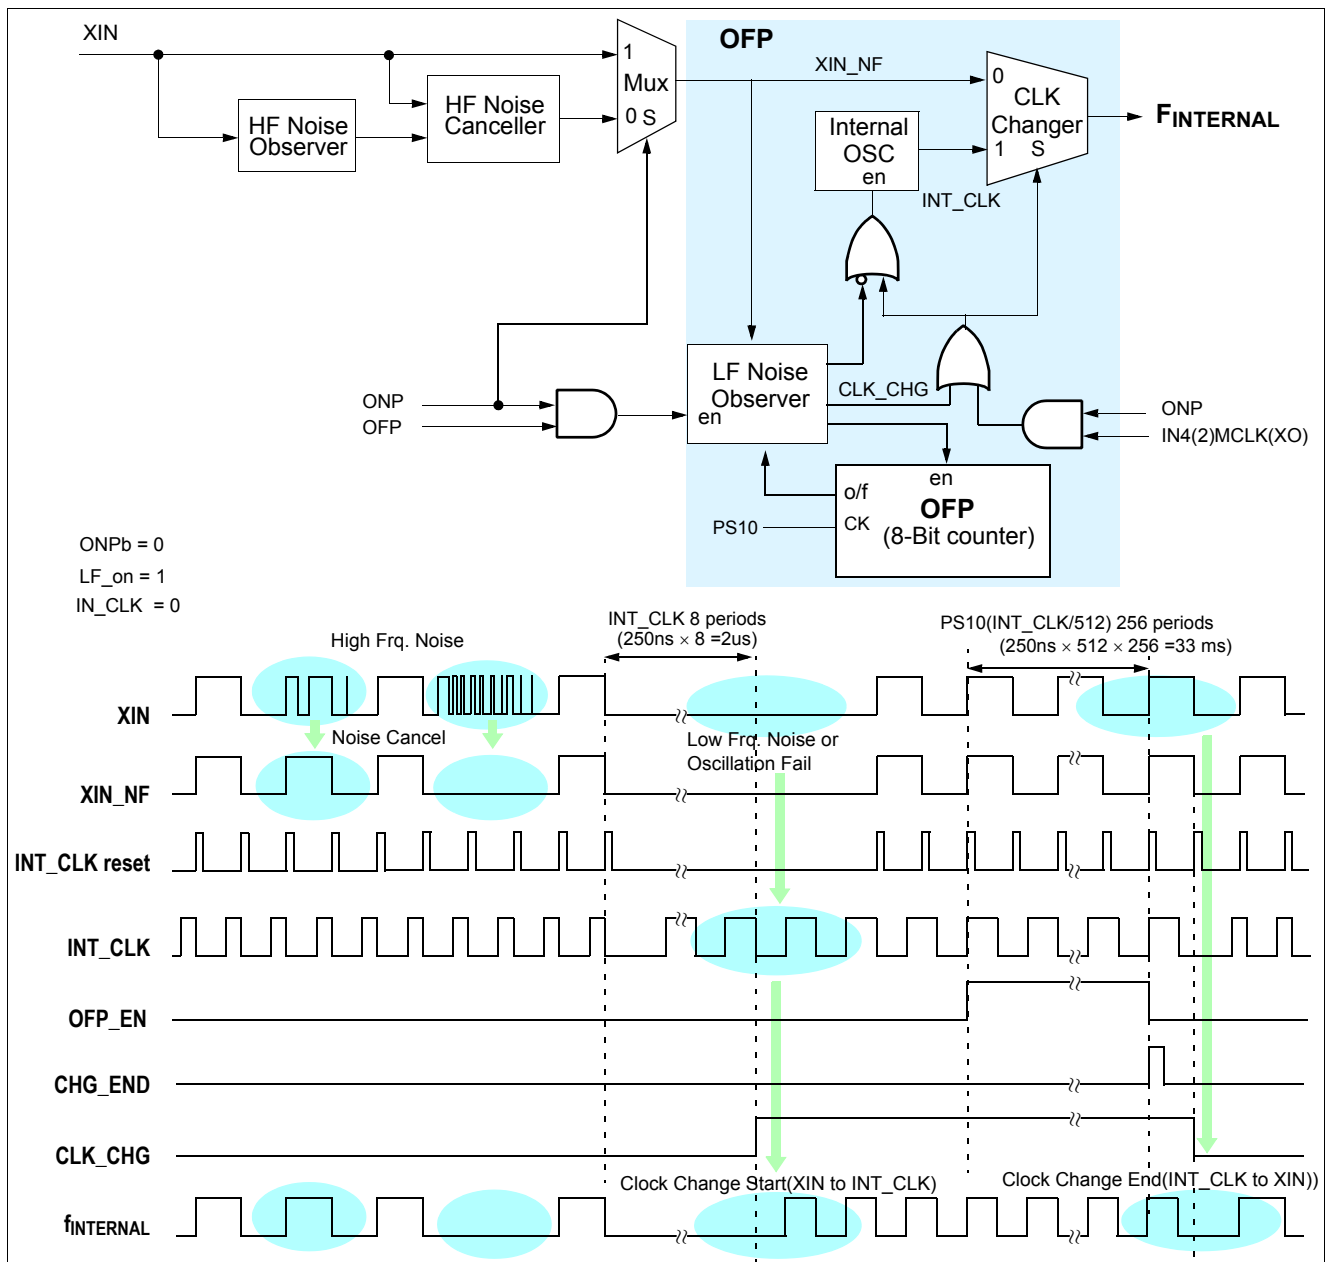 XIN
OFP
XIN_NF
1
Mux
0 S
HF Noise
Observer
HF Noise
Canceller
Internal
OSC
en
0
CLK
Changer
1 S
FINTERNAL
INT_CLK
LF Noise
Observer
en
CLK_CHG
ONP
OFP
ONP
IN4(2)MCLK(XO)
en
o/f
OFP
CK
(8-Bit counter)
PS10
ONPb = 0
LF_on = 1
IN_CLK = 0
INT_CLK 8 periods
(250ns × 8 =2us)
PS10(INT_CLK/512) 256 periods
(250ns × 512 × 256 =33 ms)
High Frq. Noise
XIN
Noise Cancel
Low Frq. Noise or
Oscillation Fail
XIN_NF
INT_CLK reset
INT_CLK
OFP_EN
CHG_END
CLK_CHG
Clock Change Start(XIN to INT_CLK)
Clock Change End(INT_CLK to XIN))
fINTERNAL